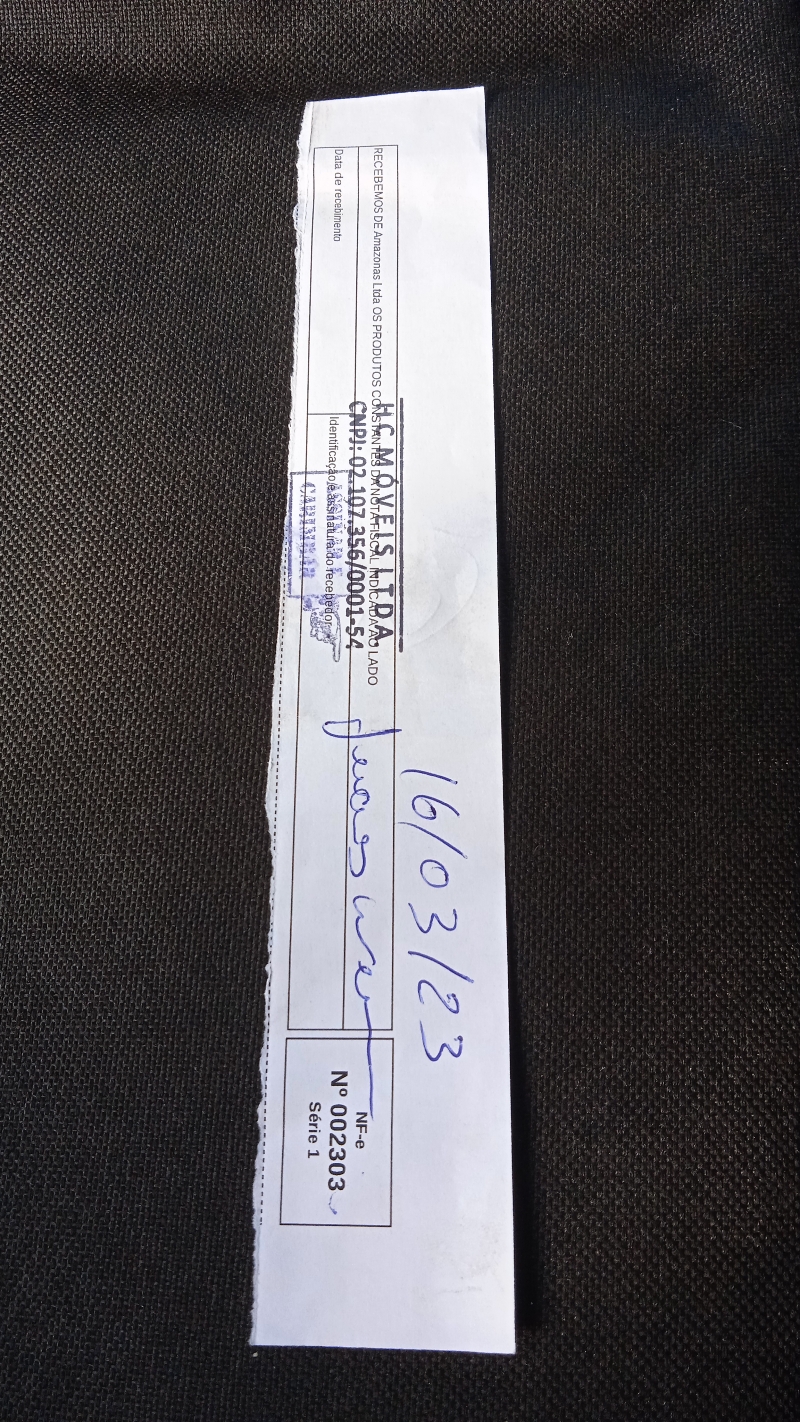 16/03/23
RECEBEMOS DE Amazonas Ltda OS PRODUTOS CONSTANTES DA NOTA FISCAL INDICADA AO LADO
H.C MÓVEIS LTDA
CNPJ: 02.107.356/0001-54
Data de recebimento
Identificação e assinatura do recebedor
NF-e
Nº 002303
Série 1